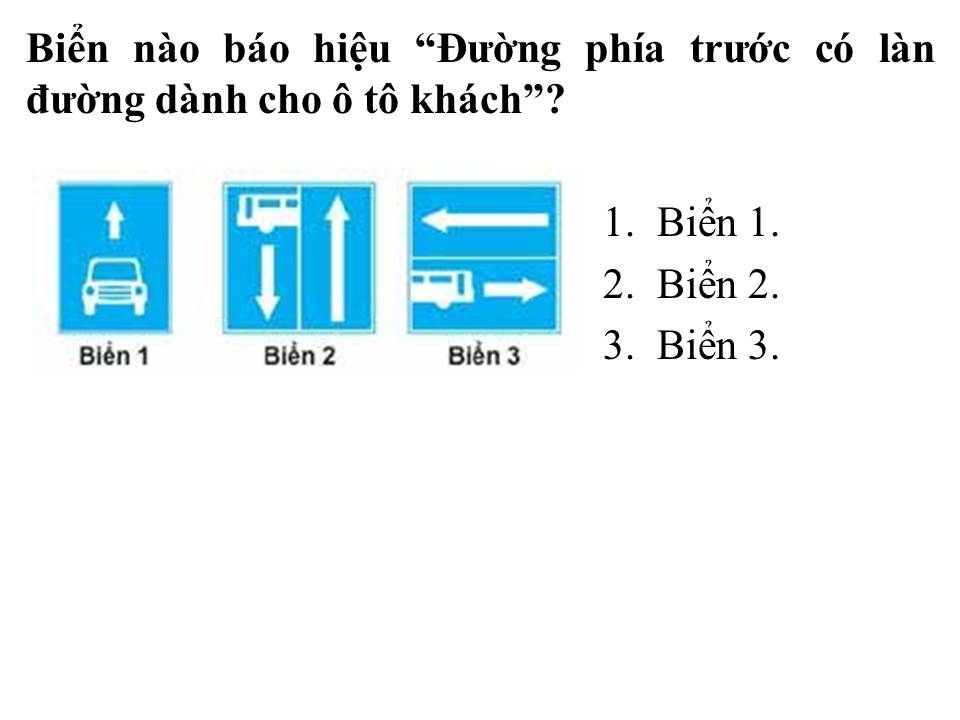 Biển nào báo hiệu “Đường phía trước có làn
đường dành cho ô tô khách”?
1. Biển 1.
2. Biển 2.
3. Biển 3.
Biển 1
Biển 2
Biển 3